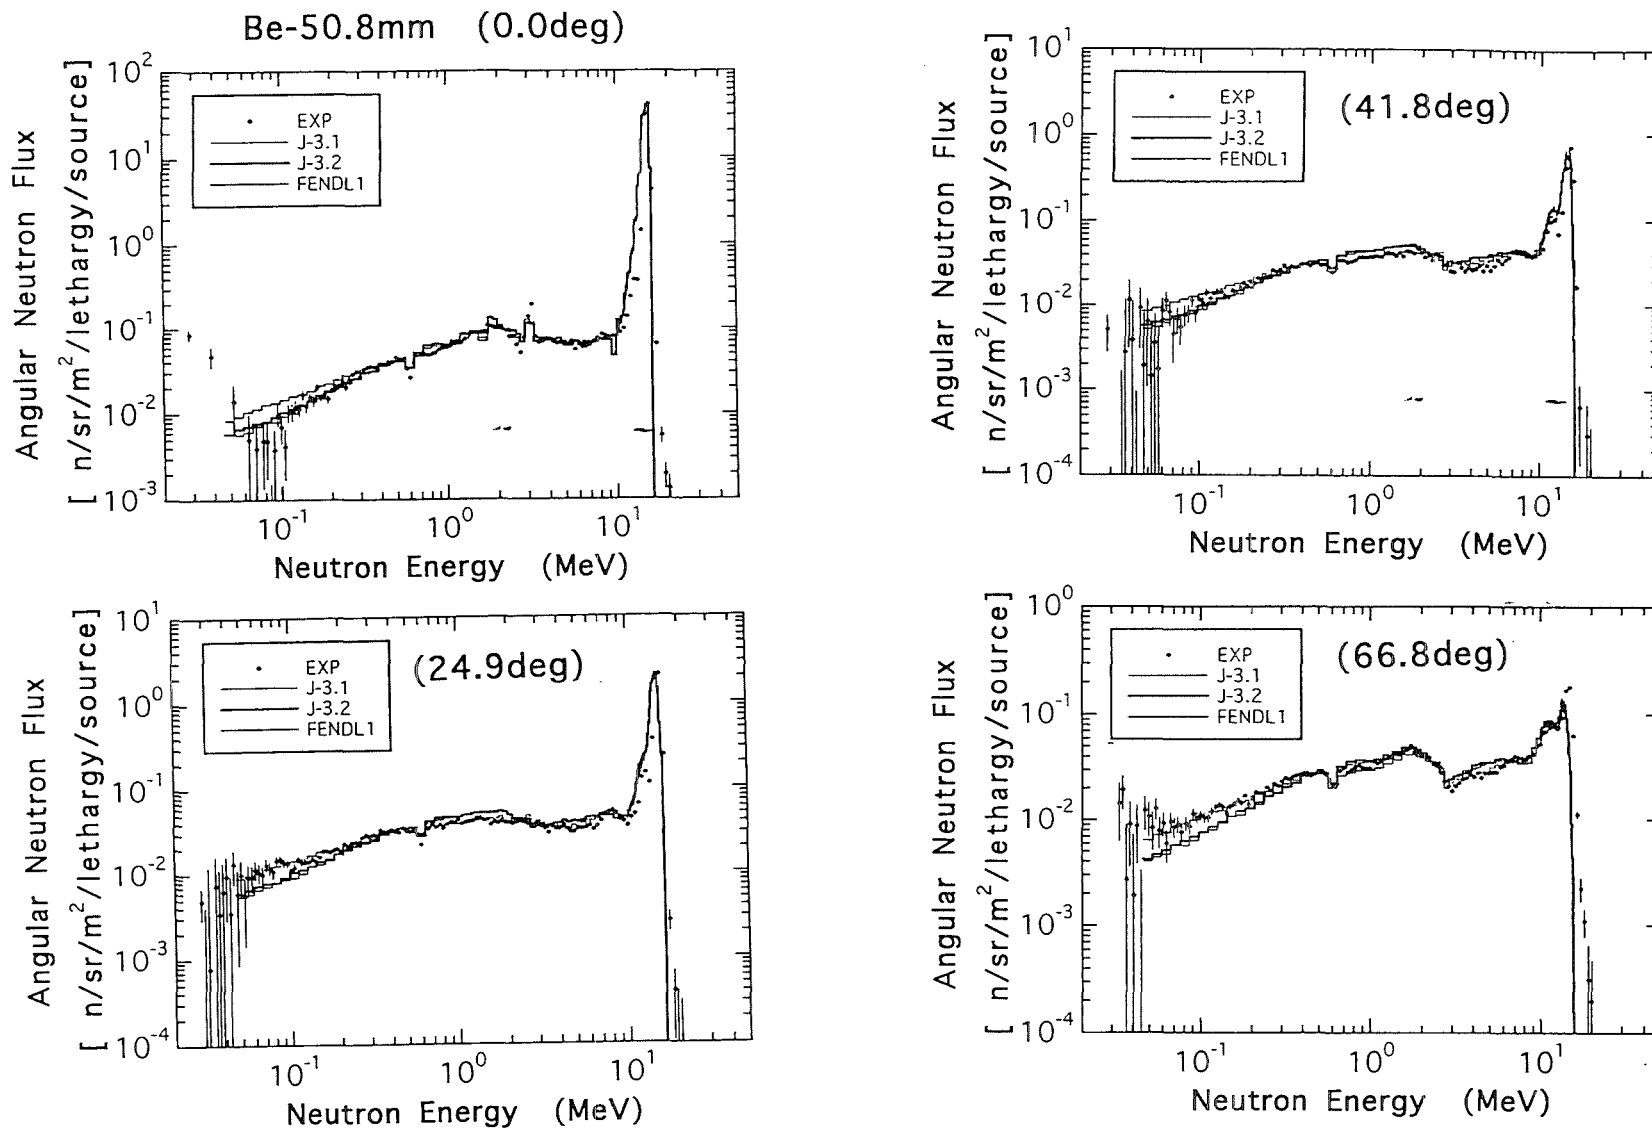 Be-50.8mm (0.0deg)
Angular Neutron Flux
[ n/sr/m²/lethargy/source]
10²
10¹
10⁰
10⁻¹
10⁻²
10⁻³
EXP
J-3.1
J-3.2
FENDL1
10⁻¹
10⁰
10¹
Neutron Energy (MeV)
(41.8deg)
Angular Neutron Flux
[ n/sr/m²/lethargy/source]
10¹
10⁰
10⁻¹
10⁻²
10⁻³
10⁻⁴
EXP
J-3.1
J-3.2
FENDL1
10⁻¹
10⁰
10¹
Neutron Energy (MeV)
(24.9deg)
Angular Neutron Flux
[ n/sr/m²/lethargy/source]
10¹
10⁰
10⁻¹
10⁻²
10⁻³
10⁻⁴
EXP
J-3.1
J-3.2
FENDL1
10⁻¹
10⁰
10¹
Neutron Energy (MeV)
(66.8deg)
Angular Neutron Flux
[ n/sr/m²/lethargy/source]
10⁰
10⁻¹
10⁻²
10⁻³
10⁻⁴
EXP
J-3.1
J-3.2
FENDL1
10⁻¹
10⁰
10¹
Neutron Energy (MeV)